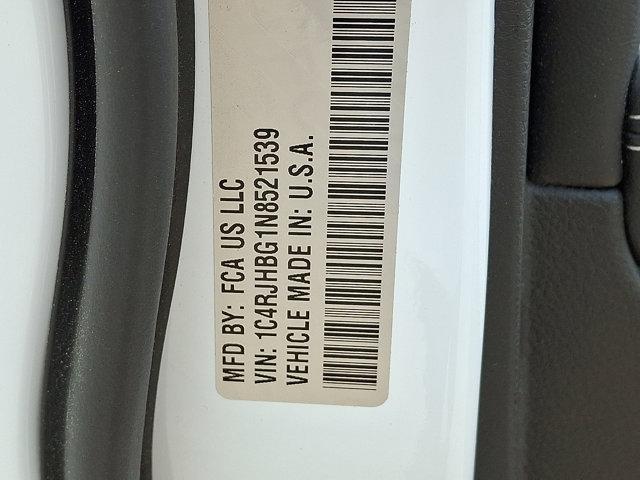 MFD BY: FCA US LLC
VIN: 1C4RJHBG1N8521539
VEHICLE MADE IN: U.S.A.